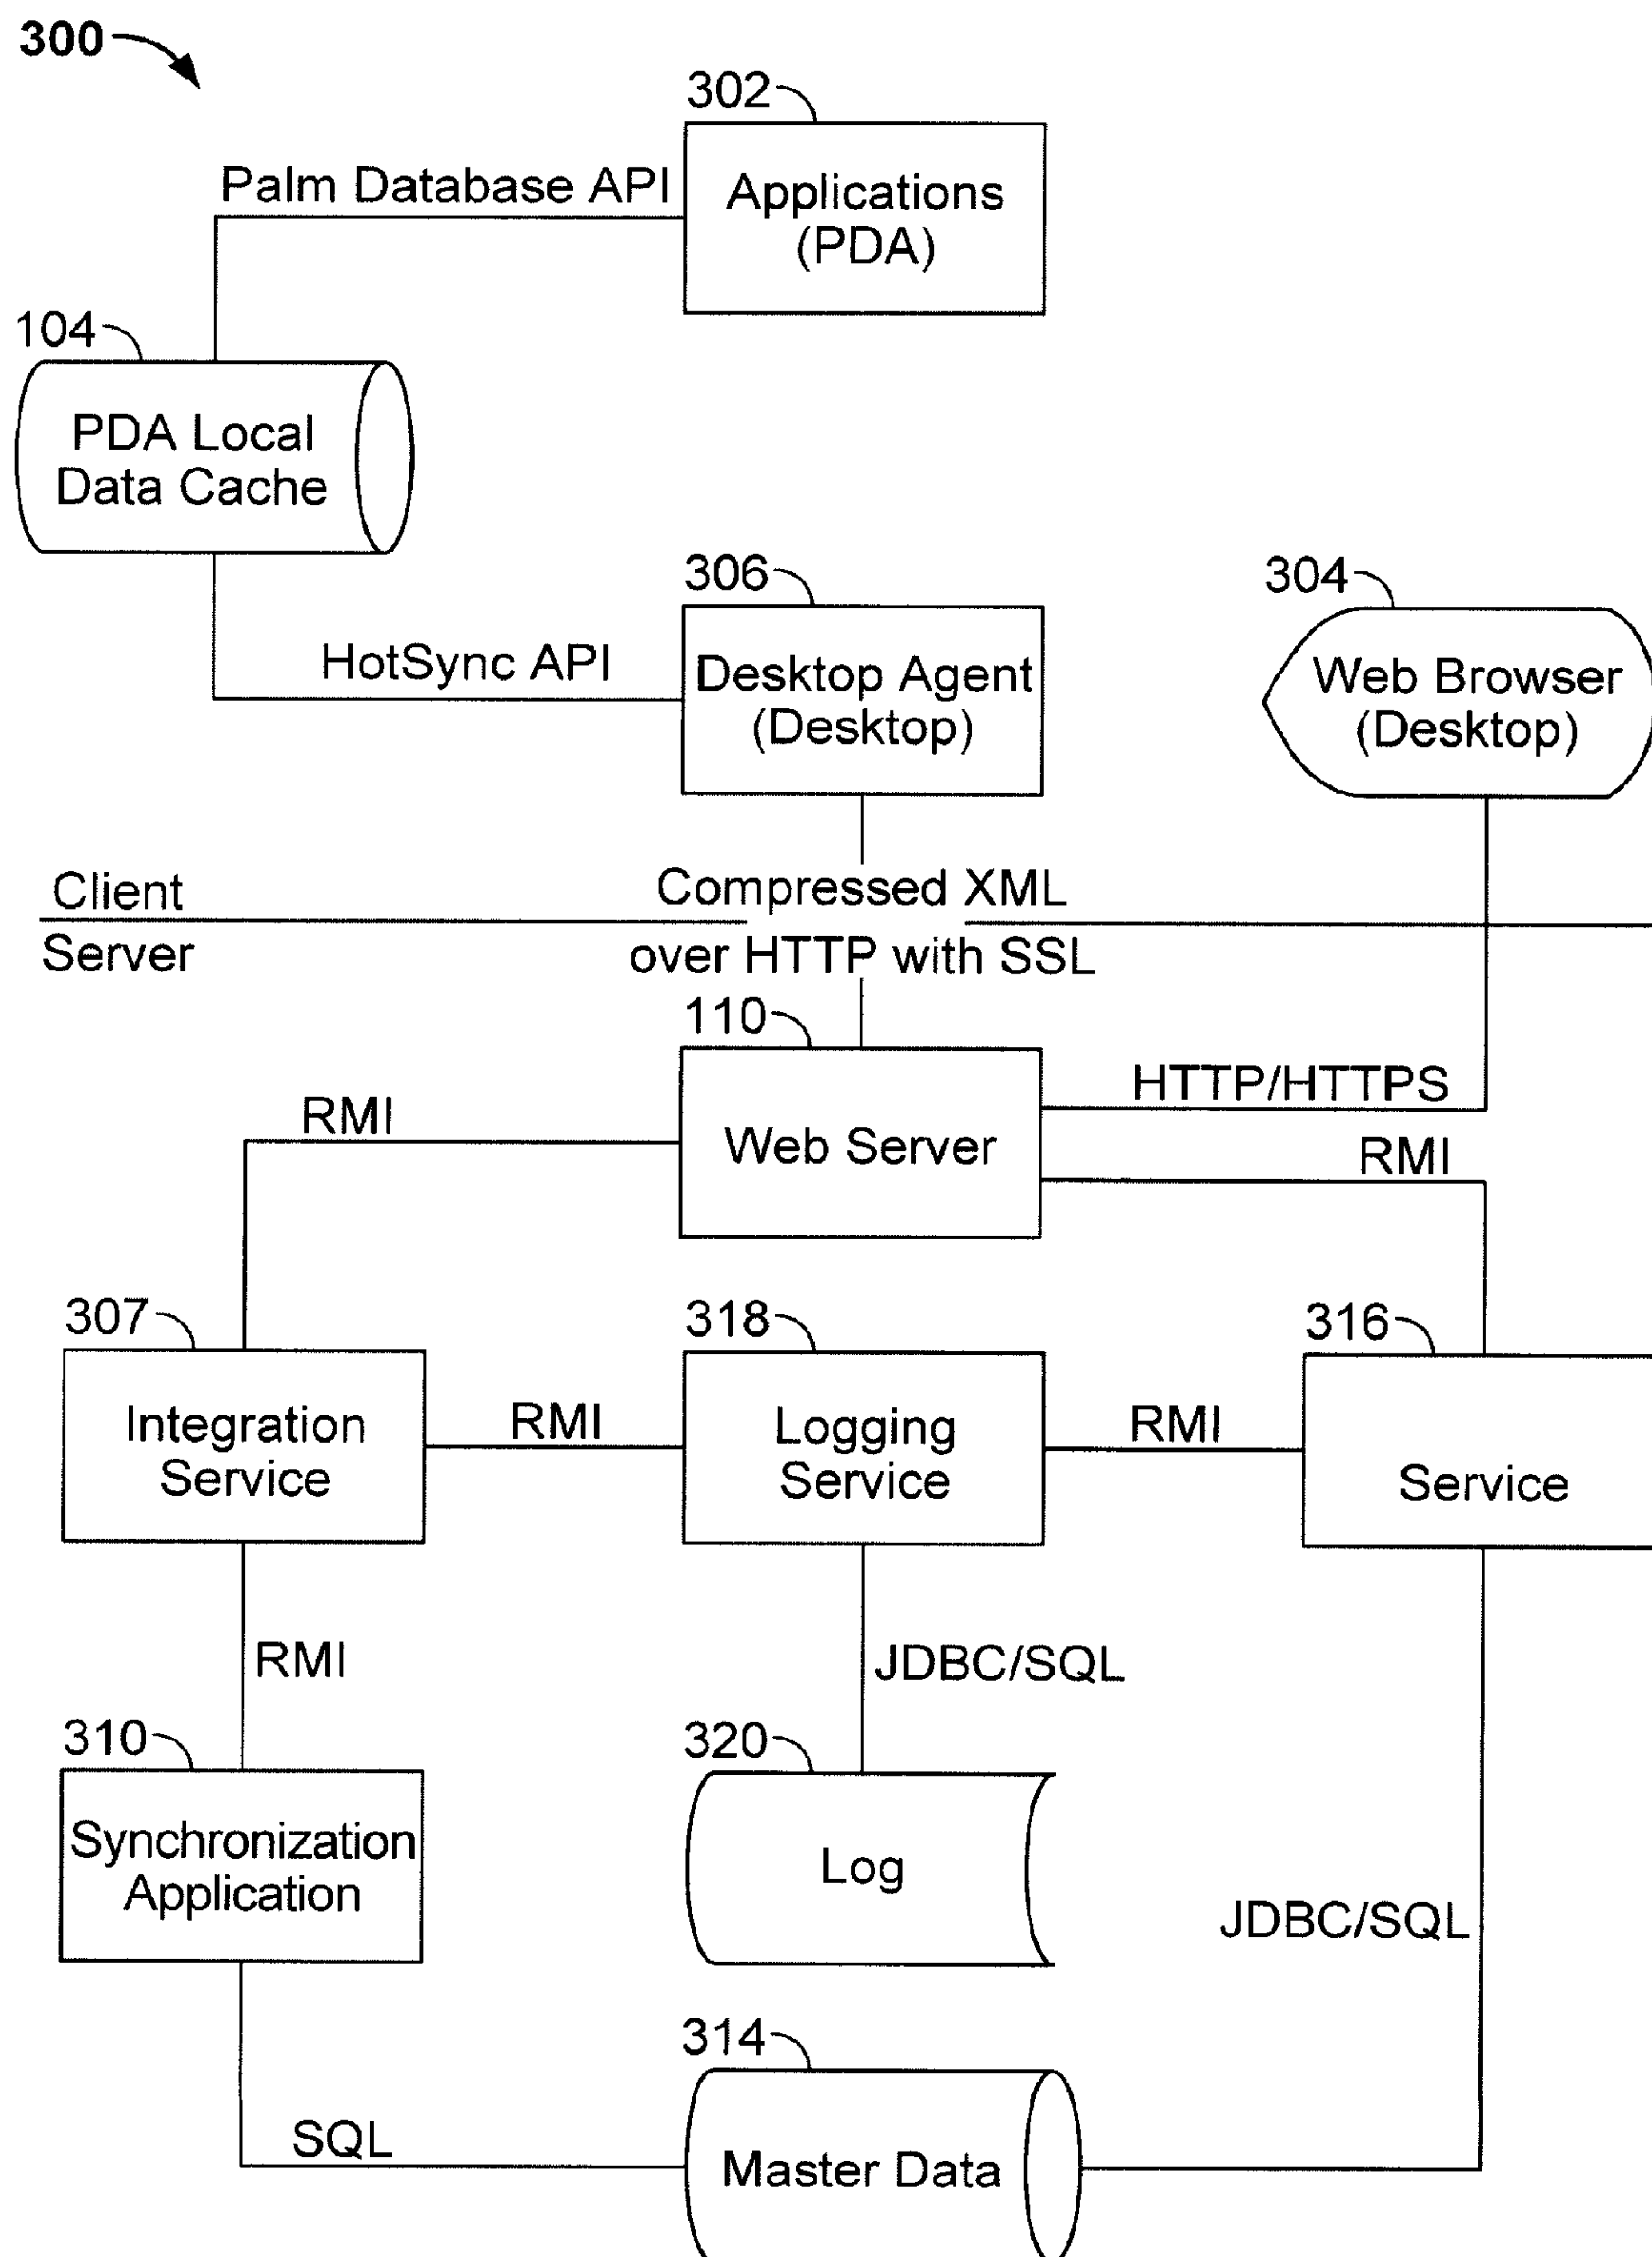 300
302
Palm Database API
Applications
(PDA)
104
PDA Local
Data Cache
306
304
HotSync API
Desktop Agent
(Desktop)
Web Browser
(Desktop)
Client
Compressed XML
Server
over HTTP with SSL
110
HTTP/HTTPS
RMI
Web Server
RMI
307
318
316
Integration
Service
RMI
Logging
Service
RMI
Service
RMI
JDBC/SQL
310
320
Synchronization
Application
Log
JDBC/SQL
314
SQL
Master Data